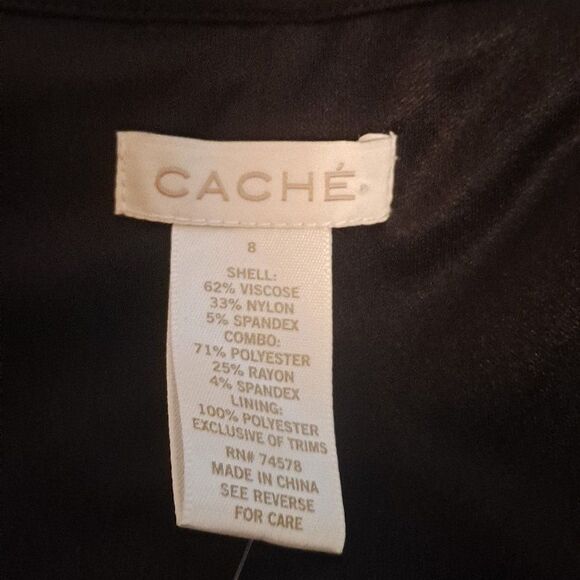 CACHÉ®
8
SHELL:
62% VISCOSE
33% NYLON
5% SPANDEX
COMBO:
71% POLYESTER
25% RAYON
4% SPANDEX
LINING:
100% POLYESTER
EXCLUSIVE OF TRIMS
RN# 74578
MADE IN CHINA
SEE REVERSE
FOR CARE